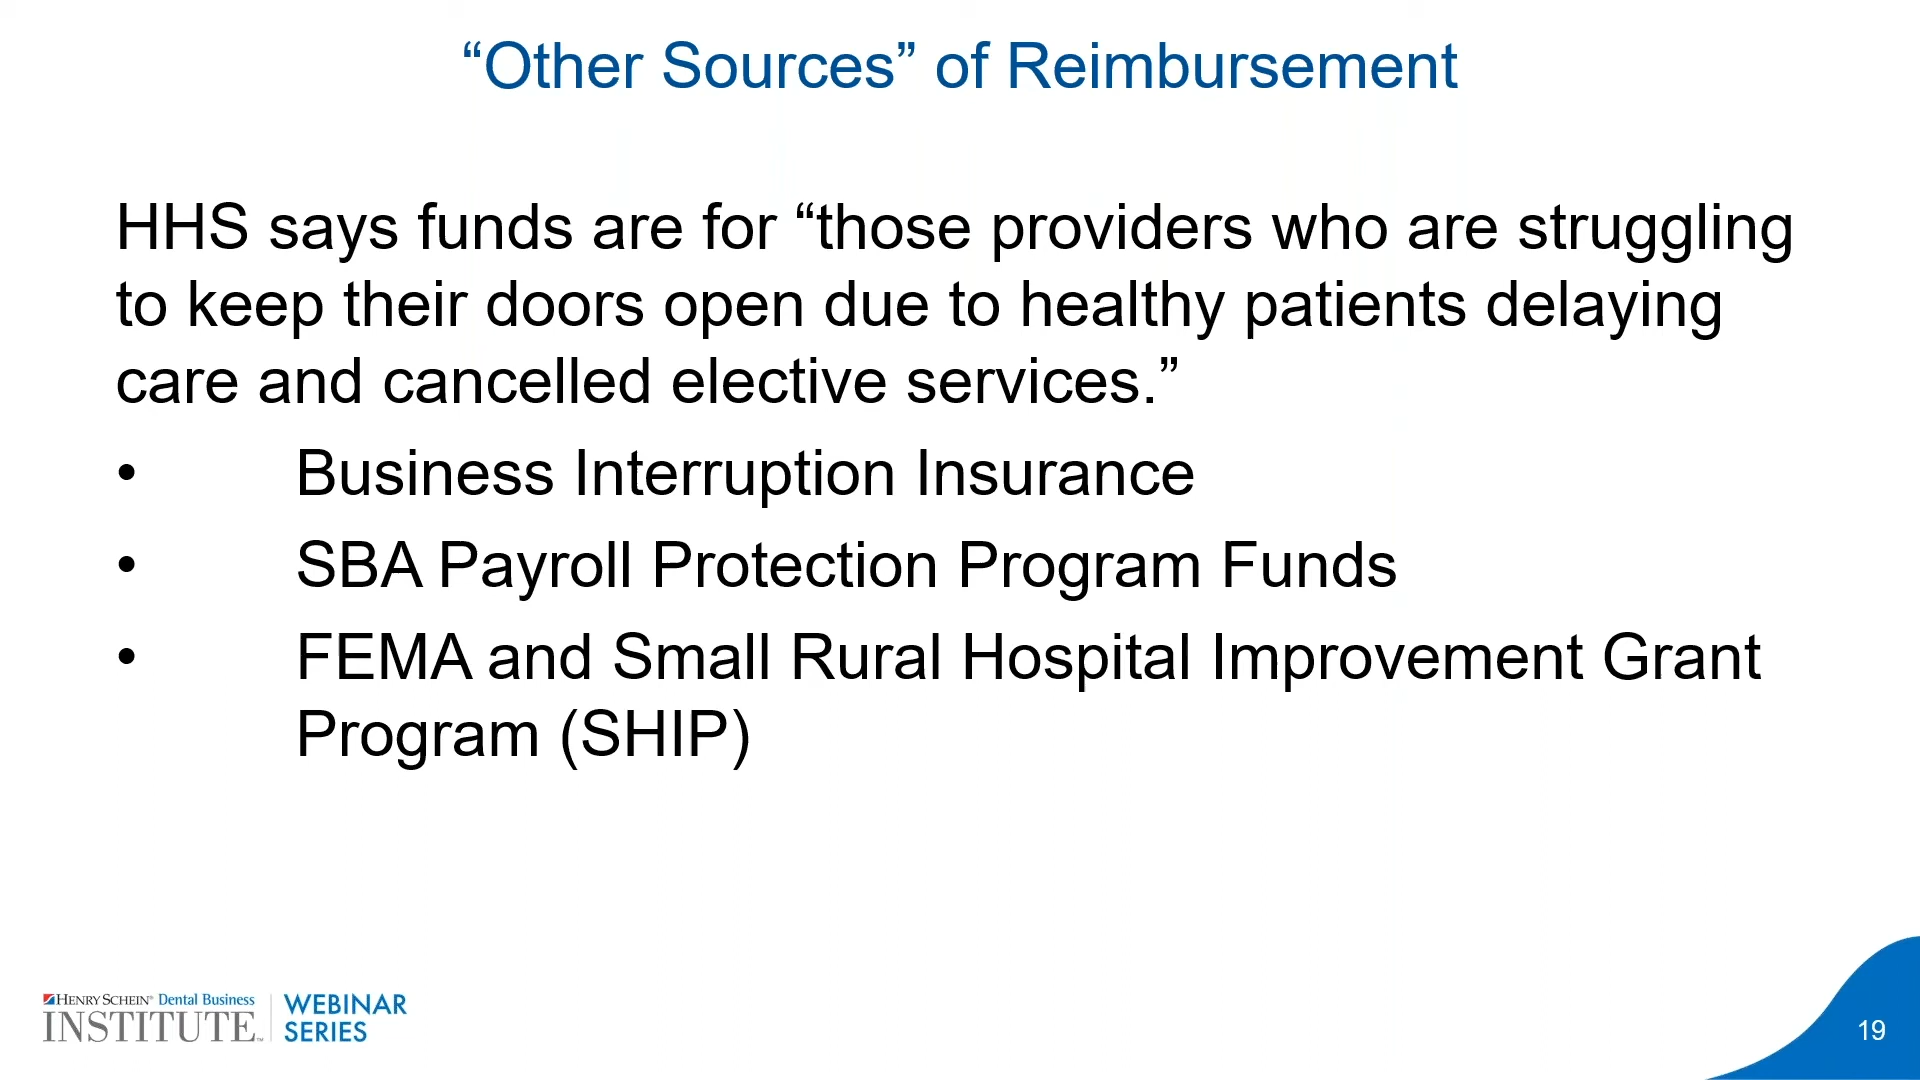 “Other Sources” of Reimbursement
HHS says funds are for “those providers who are struggling
to keep their doors open due to healthy patients delaying
care and cancelled elective services.”
• Business Interruption Insurance
• SBA Payroll Protection Program Funds
• FEMA and Small Rural Hospital Improvement Grant
Program (SHIP)
HENRY SCHEIN® Dental Business
INSTITUTE™
WEBINAR
SERIES
19